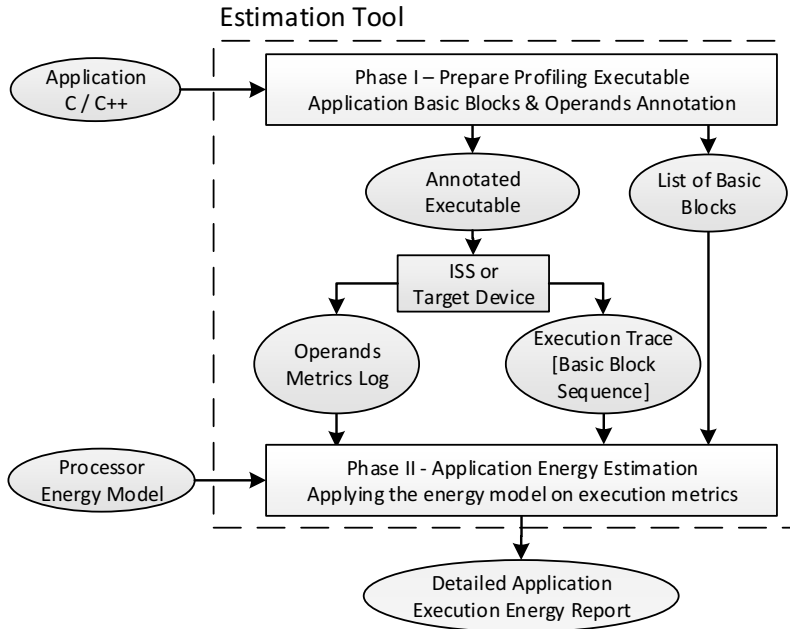 Estimation Tool
Application
C / C++
Phase I – Prepare Profiling Executable
Application Basic Blocks & Operands Annotation
Annotated
Executable
List of Basic
Blocks
ISS or
Target Device
Operands
Metrics Log
Execution Trace
[Basic Block
Sequence]
Processor
Energy Model
Phase II - Application Energy Estimation
Applying the energy model on execution metrics
Detailed Application
Execution Energy Report